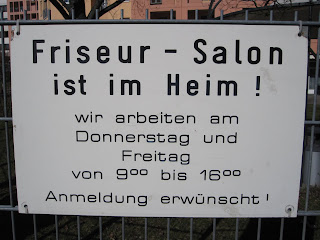 Friseur - Salon
ist im Heim !
wir arbeiten am
Donnerstag und
Freitag
von 9⁰⁰ bis 16⁰⁰
Anmeldung erwünscht !